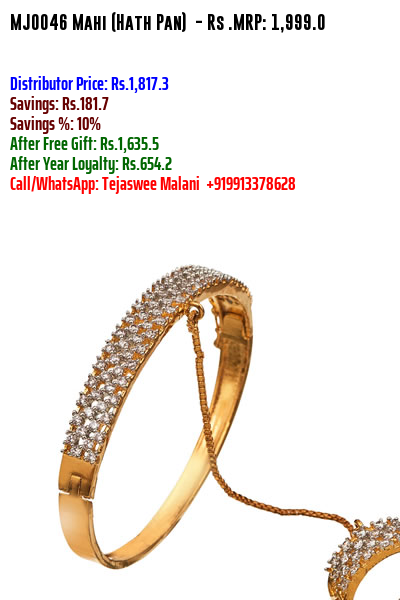 MJ0046 Mahi (Hath Pan) - Rs .MRP: 1,999.0
Distributor Price: Rs.1,817.3
Savings: Rs.181.7
Savings %: 10%
After Free Gift: Rs.1,635.5
After Year Loyalty: Rs.654.2
Call/WhatsApp: Tejaswee Malani +919913378628